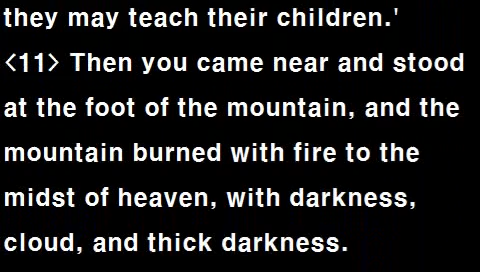 they may teach their children.'
<11> Then you came near and stood
at the foot of the mountain, and the
mountain burned with fire to the
midst of heaven, with darkness,
cloud, and thick darkness.